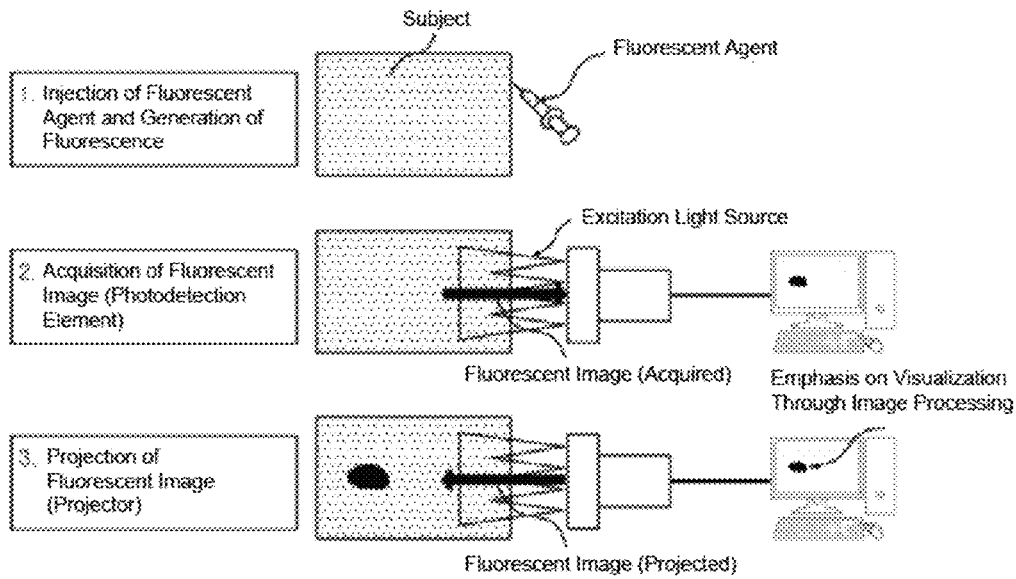 Subject
Fluorescent Agent
1. Injection of Fluorescent
Agent and Generation of
Fluorescence
Excitation Light Source
2. Acquisition of Fluorescent
Image (Photodetection
Element)
Fluorescent Image (Acquired)
Emphasis on Visualization
Through Image Processing
3. Projection of
Fluorescent Image
(Projector)
Fluorescent Image (Projected)